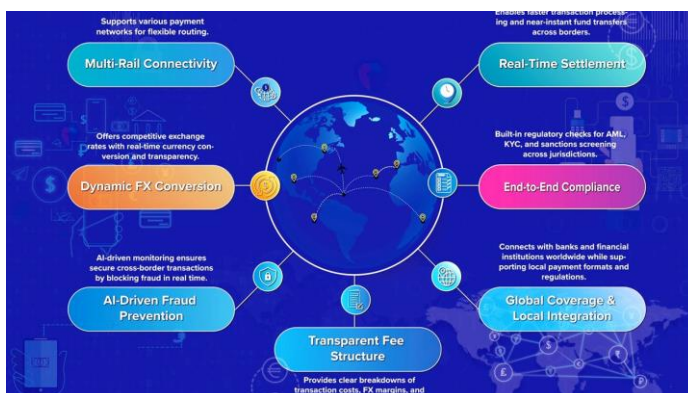 Supports various payment
networks for flexible routing.
Multi-Rail Connectivity
Enables faster transaction process-
ing and near-instant fund transfers
across borders.
Real-Time Settlement
Offers competitive exchange
rates with real-time currency con-
version and transparency.
Dynamic FX Conversion
Built-in regulatory checks for AML,
KYC, and sanctions screening
across jurisdictions.
End-to-End Compliance
AI-driven monitoring ensures
secure cross-border transactions
by blocking fraud in real time.
AI-Driven Fraud
Prevention
Connects with banks and financial
institutions worldwide while sup-
porting local payment formats and
regulations.
Global Coverage &
Local Integration
Transparent Fee
Structure
Provides clear breakdowns of
transaction costs, FX margins, and